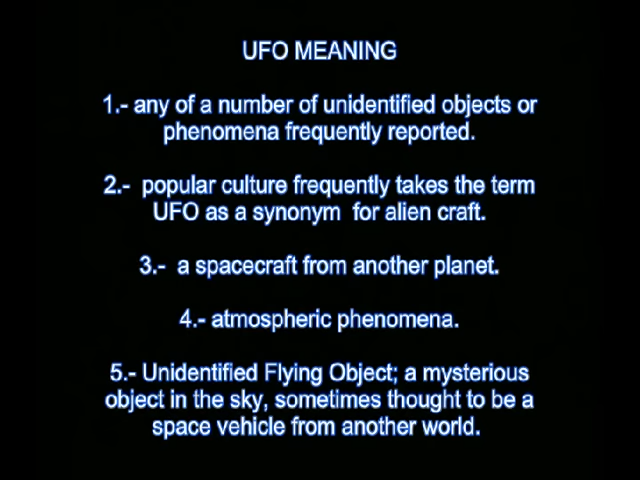 UFO MEANING
1.- any of a number of unidentified objects or
phenomena frequently reported.
2.-  popular culture frequently takes the term
UFO as a synonym  for alien craft.
3.-  a spacecraft from another planet.
4.- atmospheric phenomena.
5.- Unidentified Flying Object; a mysterious
object in the sky, sometimes thought to be a
space vehicle from another world.